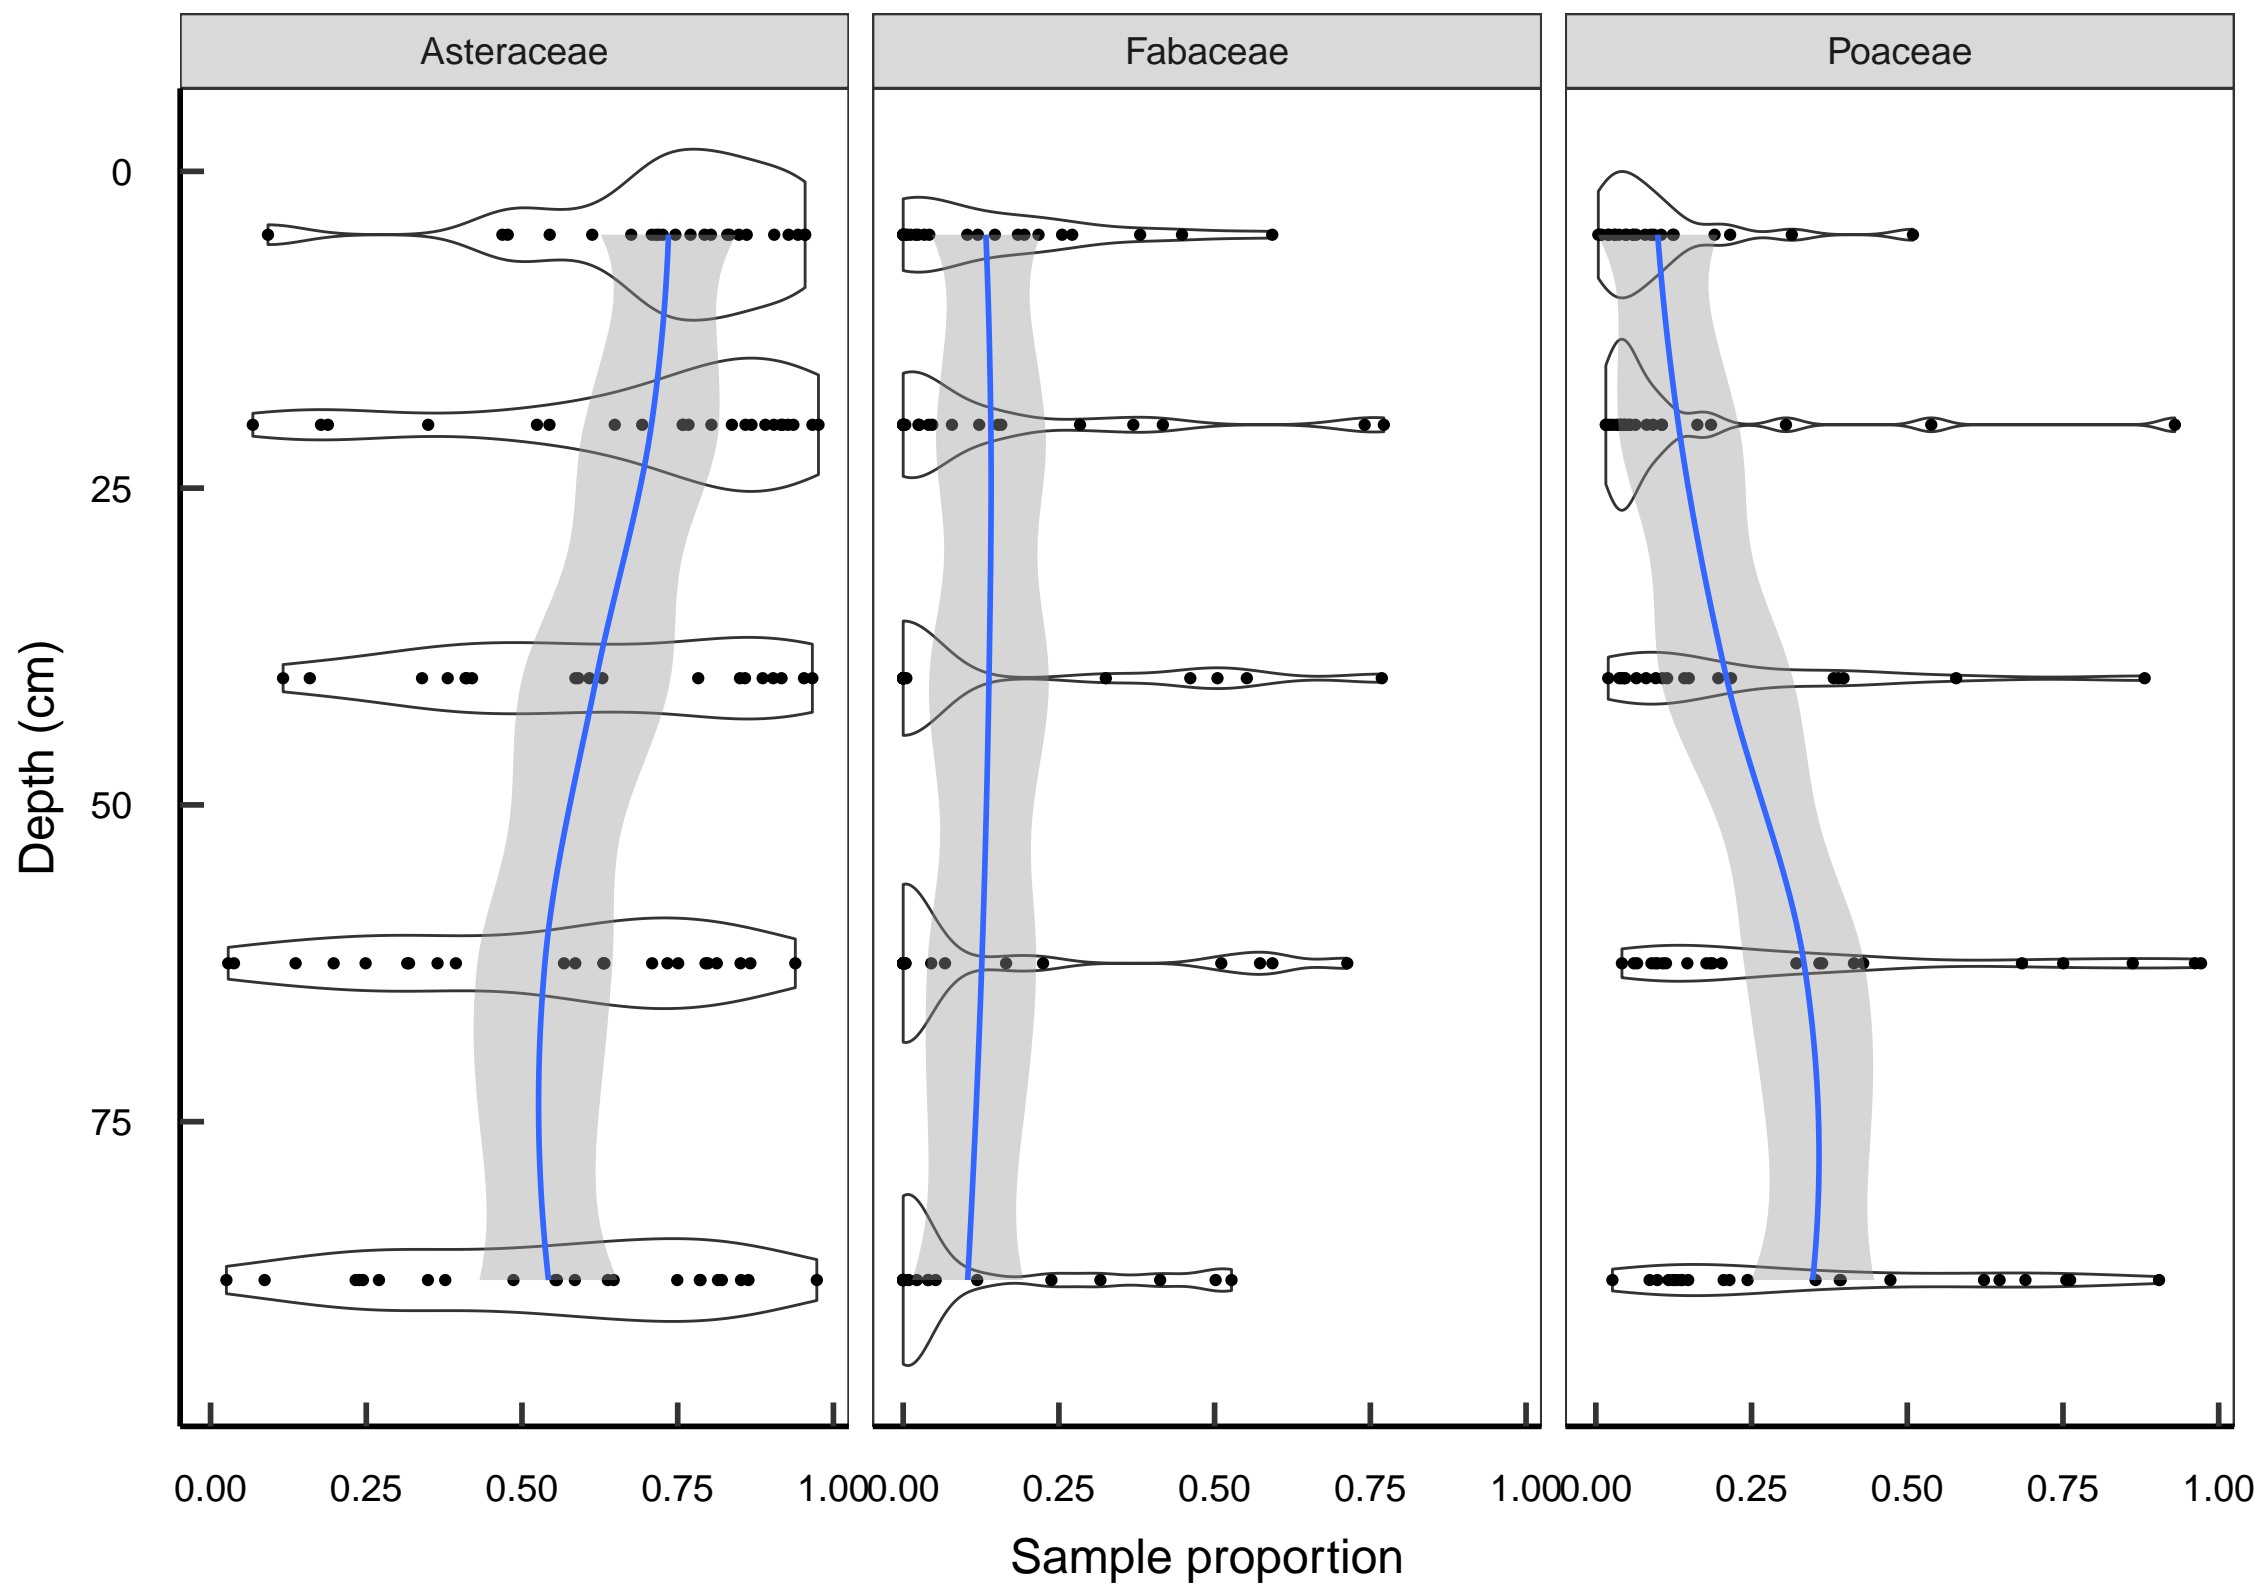 Asteraceae Fabaceae Poaceae
0
25
50
75
Depth (cm)
0.00 0.25 0.50 0.75 1.00 0.00 0.25 0.50 0.75 1.00 0.00 0.25 0.50 0.75 1.00
Sample proportion